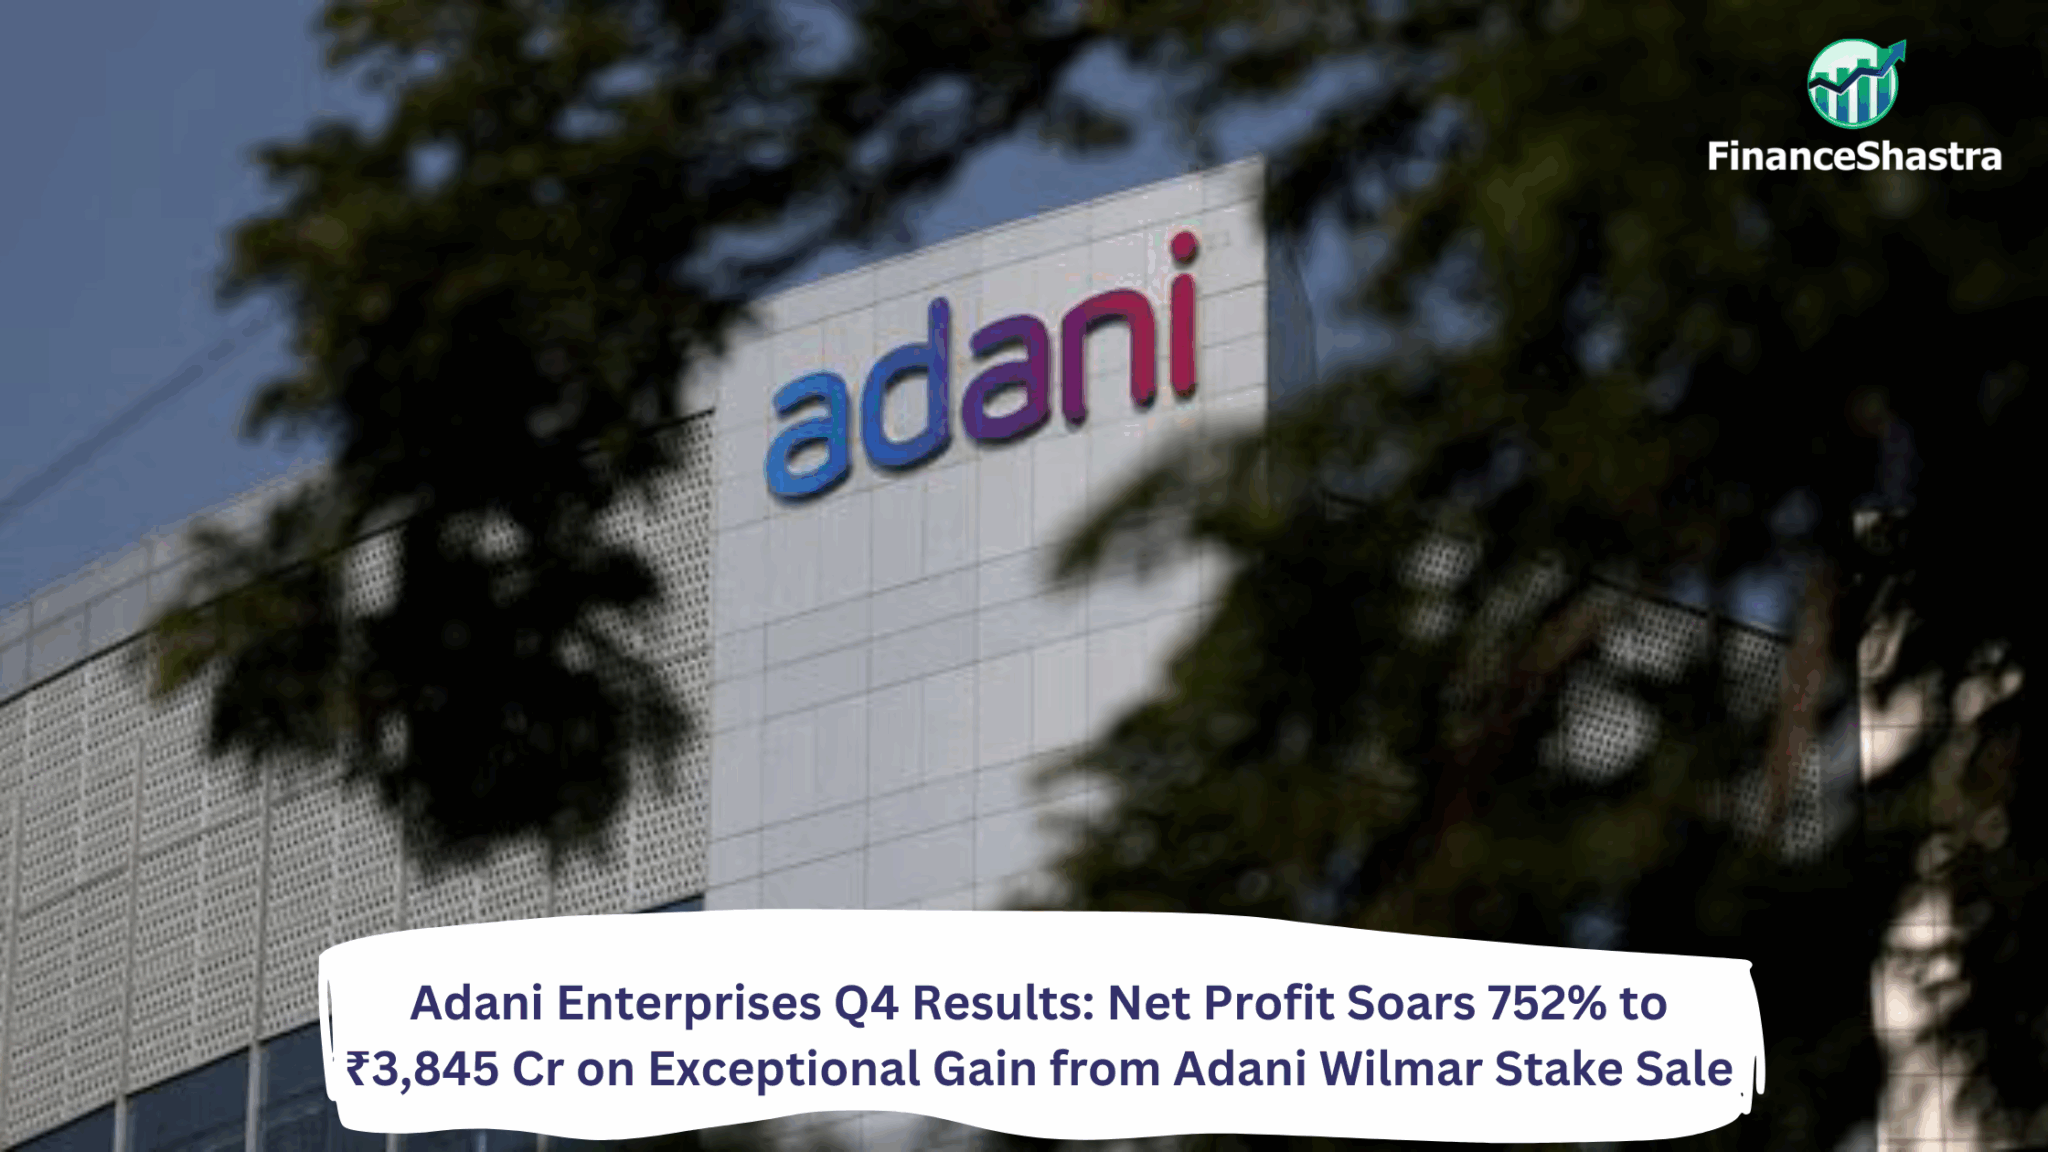 FinanceShastra
adani
Adani Enterprises Q4 Results: Net Profit Soars 752% to
₹3,845 Cr on Exceptional Gain from Adani Wilmar Stake Sale